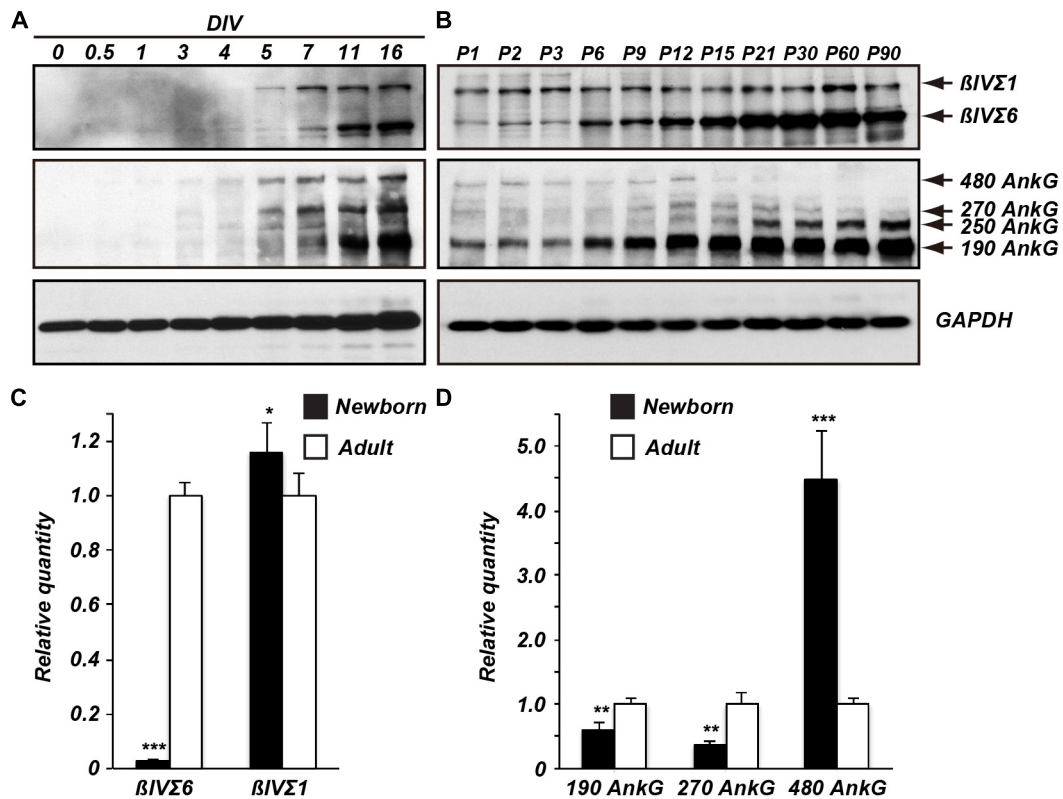 A
DIV
0 0.5 1 3 4 5 7 11 16
B
P1 P2 P3 P6 P9 P12 P15 P21 P30 P60 P90
ßIVΣ1
ßIVΣ6
480 AnkG
270 AnkG
250 AnkG
190 AnkG
GAPDH
C
Newborn
Adult
Relative quantity
1.2
1.0
0.8
0.6
0.4
0.2
0
***
*
ßIVΣ6 ßIVΣ1
D
Newborn
Adult
Relative quantity
5.0
4.0
3.0
2.0
1.0
0
**
**
***
190 AnkG 270 AnkG 480 AnkG